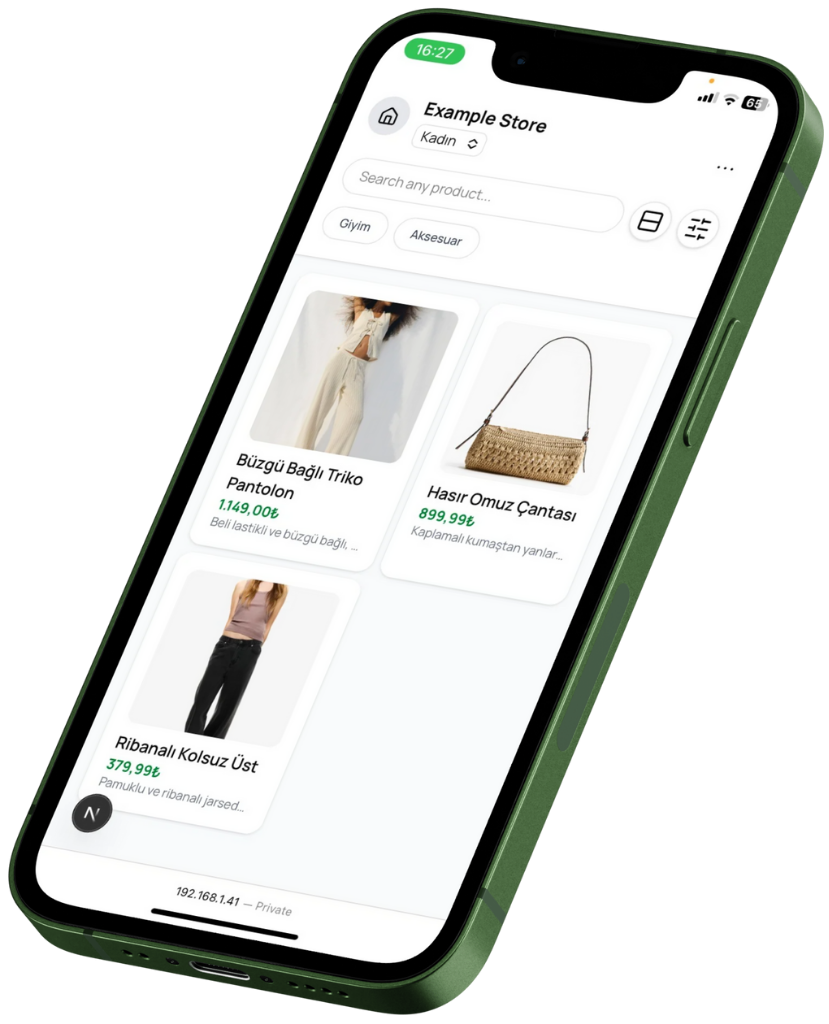 16:27
65
Example Store
Kadın
...
Search any product...
Giyim
Aksesuar
Büzgü Bağlı Triko
Pantolon
1.149,00₺
Beli lastikli ve büzgü bağlı, ...
Hasır Omuz Çantası
899,99₺
Kaplamalı kumaştan yanlar...
Ribanalı Kolsuz Üst
379,99₺
Pamuklu ve ribanalı jarsed...
N
192.168.1.41 — Private